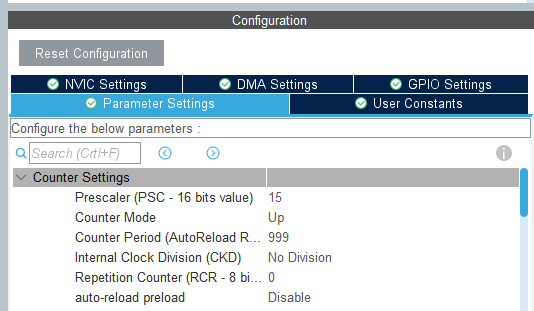 Configuration
Reset Configuration
NVIC Settings DMA Settings GPIO Settings
Parameter Settings User Constants
Configure the below parameters :
Search (Crtl+F)
Counter Settings
Prescaler (PSC - 16 bits value) 15
Counter Mode Up
Counter Period (AutoReload R... 999
Internal Clock Division (CKD) No Division
Repetition Counter (RCR - 8 bi... 0
auto-reload preload Disable